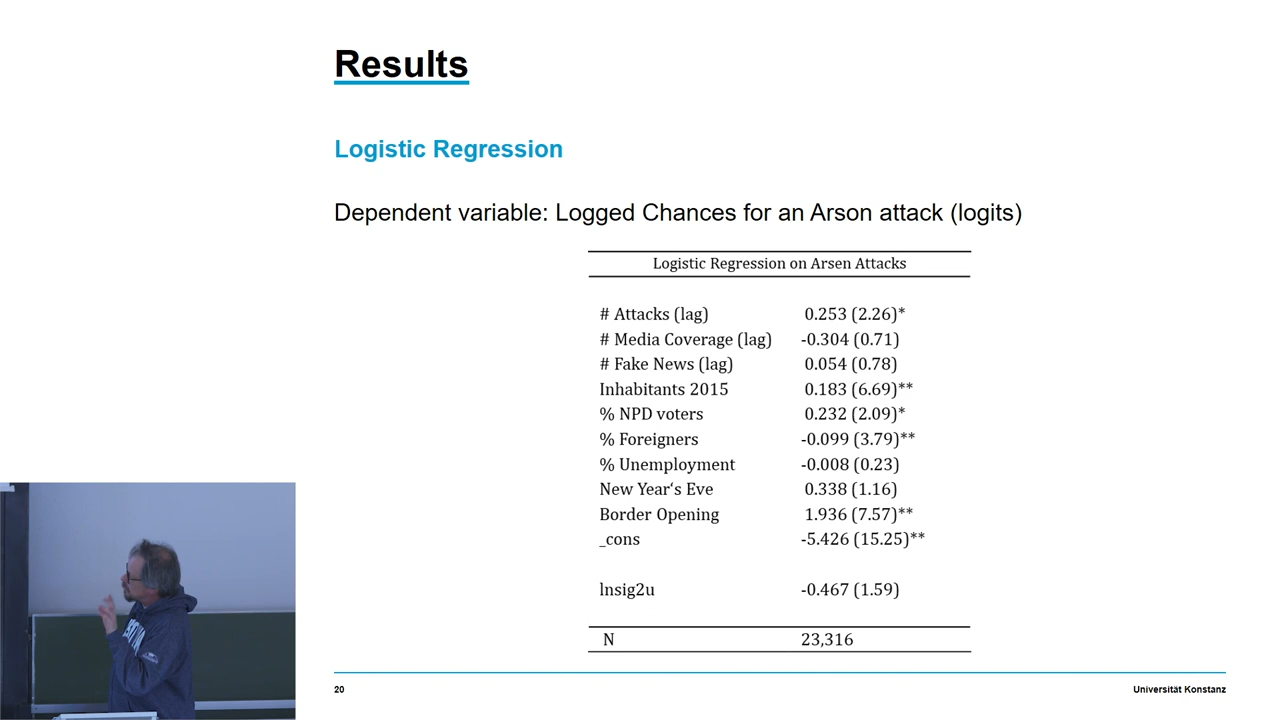 Results
Logistic Regression
Dependent variable: Logged Chances for an Arson attack (logits)
Logistic Regression on Arsen Attacks
# Attacks (lag) 0.253 (2.26)*
# Media Coverage (lag) -0.304 (0.71)
# Fake News (lag) 0.054 (0.78)
Inhabitants 2015 0.183 (6.69)**
% NPD voters 0.232 (2.09)*
% Foreigners -0.099 (3.79)**
% Unemployment -0.008 (0.23)
New Year‘s Eve 0.338 (1.16)
Border Opening 1.936 (7.57)**
_cons -5.426 (15.25)**
lnsig2u -0.467 (1.59)
N 23,316
20 Universität Konstanz